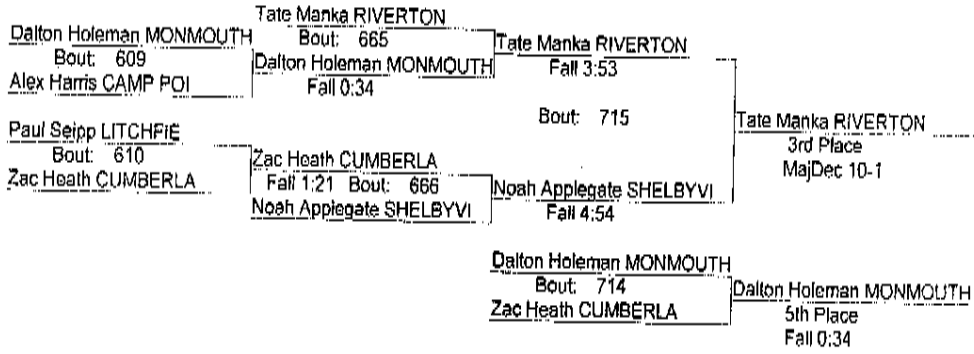 Tate Manka RIVERTON
Dalton Holeman MONMOUTH
Bout: 665
Tate Manka RIVERTON
Bout: 609
Dalton Holeman MONMOUTH
Fall 3:53
Alex Harris CAMP POI
Fall 0:34
Bout: 715
Tate Manka RIVERTON
Paul Seipp LITCHFIE
3rd Place
Bout: 610
Zac Heath CUMBERLA
MajDec 10-1
Zac Heath CUMBERLA
Fall 1:21 Bout: 666
Noah Applegate SHELBYVI
Noah Applegate SHELBYVI
Fall 4:54
Dalton Holeman MONMOUTH
Bout: 714
Dalton Holeman MONMOUTH
Zac Heath CUMBERLA
5th Place
Fall 0:34